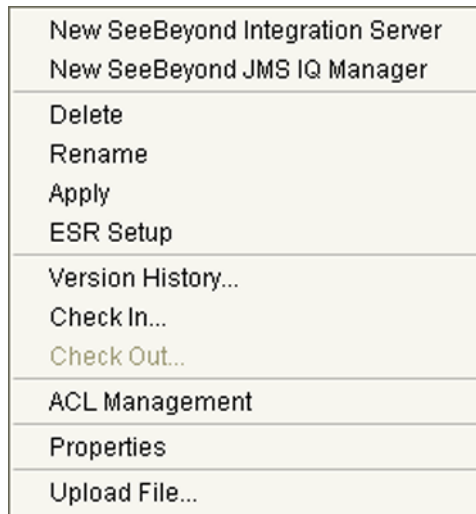 New SeeBeyond Integration Server
New SeeBeyond JMS IQ Manager
Delete
Rename
Apply
ESR Setup
Version History...
Check In...
Check Out...
ACL Management
Properties
Upload File...